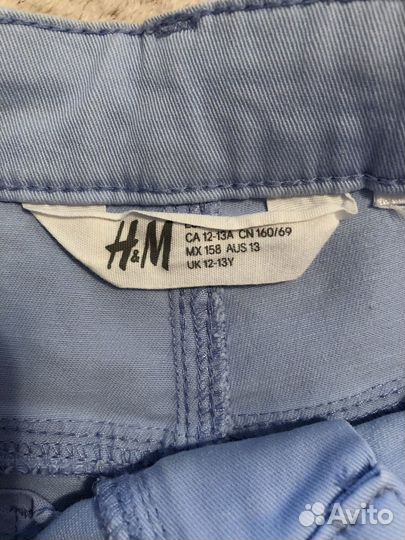 H&M
CA 12-13A CN 160/69
MX 158 AUS 13
UK 12-13Y
Avito